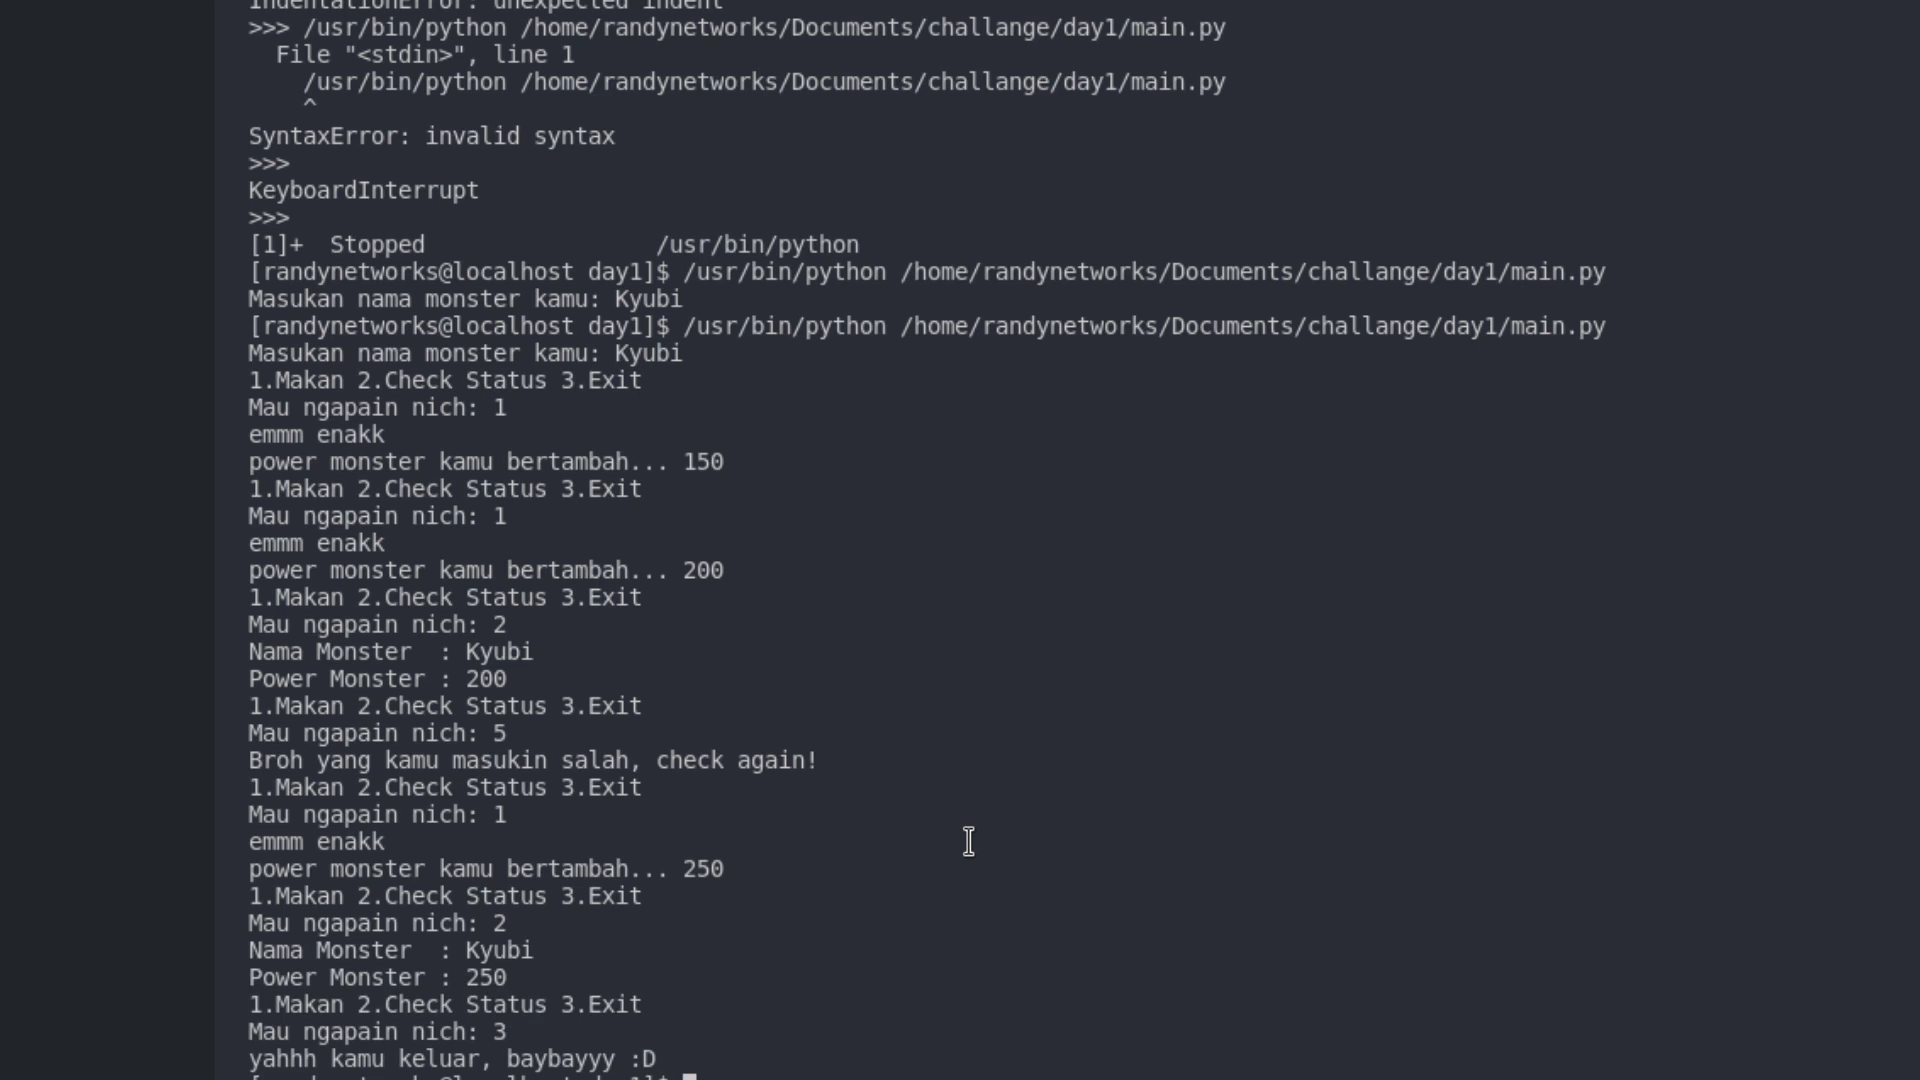 IndentationError: unexpected indent
>>> /usr/bin/python /home/randynetworks/Documents/challange/day1/main.py
  File "<stdin>", line 1
    /usr/bin/python /home/randynetworks/Documents/challange/day1/main.py
    ^
SyntaxError: invalid syntax
>>>
KeyboardInterrupt
>>>
[1]+  Stopped                 /usr/bin/python
[randynetworks@localhost day1]$ /usr/bin/python /home/randynetworks/Documents/challange/day1/main.py
Masukan nama monster kamu: Kyubi
[randynetworks@localhost day1]$ /usr/bin/python /home/randynetworks/Documents/challange/day1/main.py
Masukan nama monster kamu: Kyubi
1.Makan 2.Check Status 3.Exit
Mau ngapain nich: 1
emmm enakk
power monster kamu bertambah... 150
1.Makan 2.Check Status 3.Exit
Mau ngapain nich: 1
emmm enakk
power monster kamu bertambah... 200
1.Makan 2.Check Status 3.Exit
Mau ngapain nich: 2
Nama Monster  : Kyubi
Power Monster : 200
1.Makan 2.Check Status 3.Exit
Mau ngapain nich: 5
Broh yang kamu masukin salah, check again!
1.Makan 2.Check Status 3.Exit
Mau ngapain nich: 1
emmm enakk
power monster kamu bertambah... 250
1.Makan 2.Check Status 3.Exit
Mau ngapain nich: 2
Nama Monster  : Kyubi
Power Monster : 250
1.Makan 2.Check Status 3.Exit
Mau ngapain nich: 3
yahhh kamu keluar, baybayyy :D